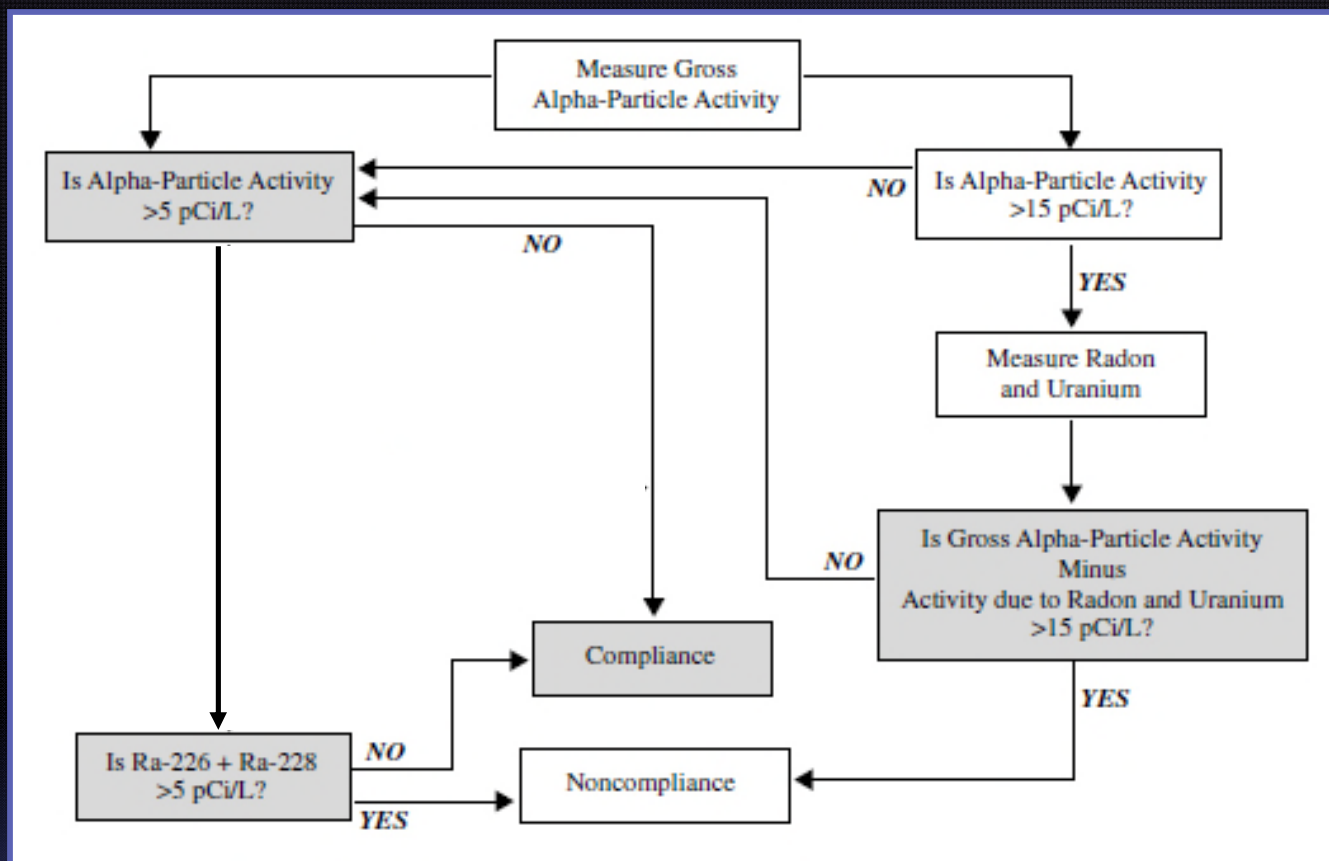 Measure Gross
Alpha-Particle Activity
Is Alpha-Particle Activity
>5 pCi/L?
NO
Is Alpha-Particle Activity
>15 pCi/L?
NO
YES
Measure Radon
and Uranium
Is Gross Alpha-Particle Activity
Minus
Activity due to Radon and Uranium
>15 pCi/L?
NO
YES
Compliance
Is Ra-226 + Ra-228
>5 pCi/L?
NO
YES
Noncompliance